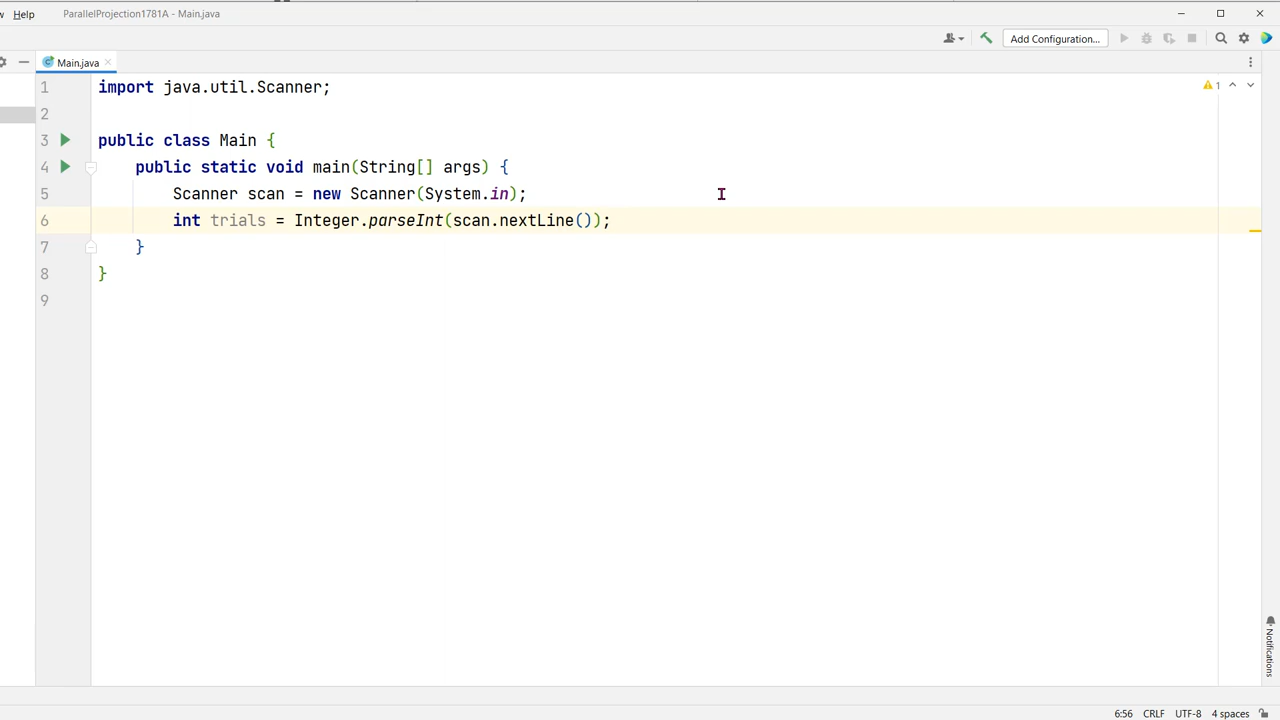 Help ParallelProjection1781A - Main.java
Add Configuration...
Main.java
1 import java.util.Scanner;
1
2
3 public class Main {
4 public static void main(String[] args) {
5 Scanner scan = new Scanner(System.in);
6 int trials = Integer.parseInt(scan.nextLine());
7 }
8 }
9
Notifications
6:56 CRLF UTF-8 4 spaces